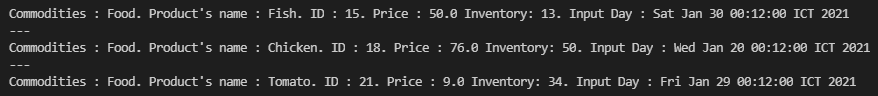 Commodities : Food. Product's name : Fish. ID : 15. Price : 50.0 Inventory: 13. Input Day : Sat Jan 30 00:12:00 ICT 2021
---
Commodities : Food. Product's name : Chicken. ID : 18. Price : 76.0 Inventory: 50. Input Day : Wed Jan 20 00:12:00 ICT 2021
---
Commodities : Food. Product's name : Tomato. ID : 21. Price : 9.0 Inventory: 34. Input Day : Fri Jan 29 00:12:00 ICT 2021